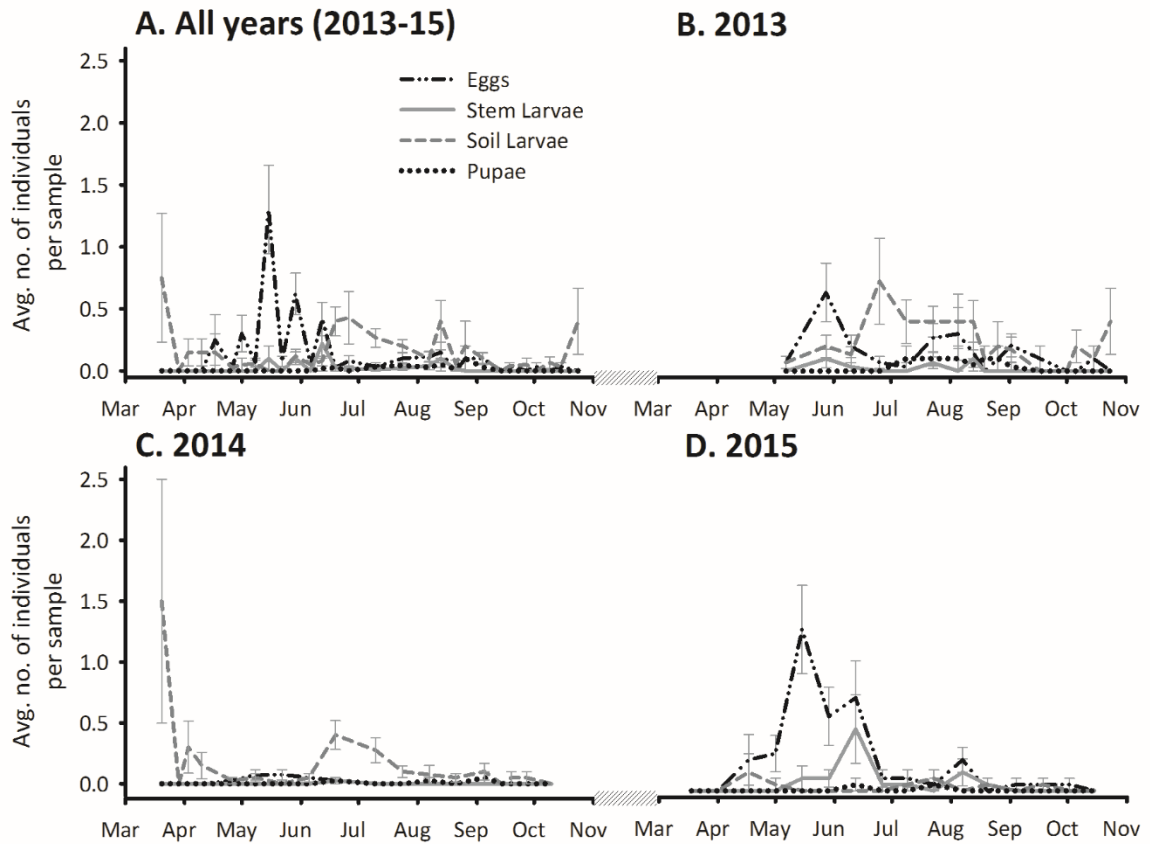 A. All years (2013-15)
B. 2013
2.5
2.0
1.5
1.0
0.5
0.0
Avg. no. of individuals
per sample
Eggs
Stem Larvae
Soil Larvae
Pupae
Mar Apr May Jun Jul Aug Sep Oct Nov
Mar Apr May Jun Jul Aug Sep Oct Nov
C. 2014
D. 2015
2.5
2.0
1.5
1.0
0.5
0.0
Avg. no. of individuals
per sample
Mar Apr May Jun Jul Aug Sep Oct Nov
Mar Apr May Jun Jul Aug Sep Oct Nov